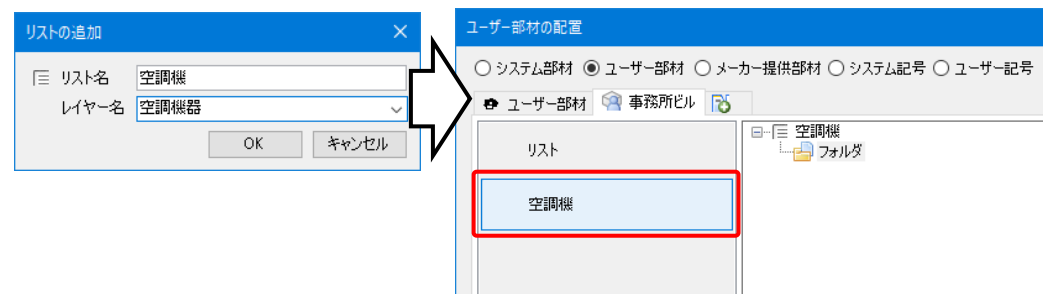 リストの追加
リスト名 空調機
レイヤー名 空調機器
OK キャンセル
ユーザー部材の配置
システム部材 ユーザー部材 メーカー提供部材 システム記号 ユーザー記号
ユーザー部材 事務所ビル
リスト
空調機
空調機
フォルダ